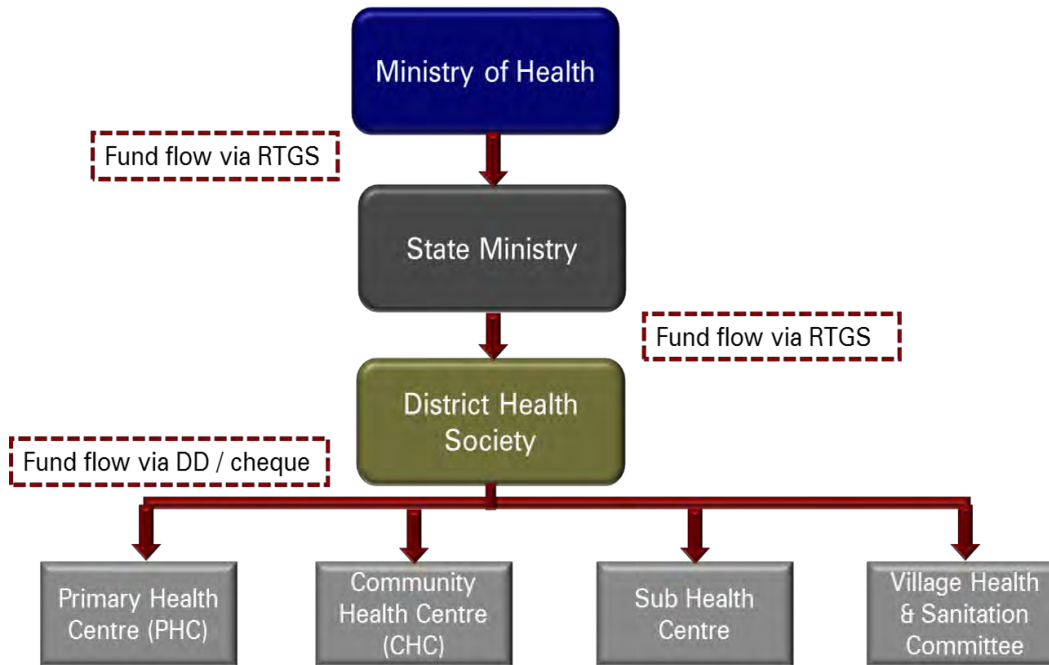 Ministry of Health
Fund flow via RTGS
State Ministry
Fund flow via RTGS
District Health
Society
Fund flow via DD / cheque
Primary Health
Centre (PHC)
Community
Health Centre
(CHC)
Sub Health
Centre
Village Health
& Sanitation
Committee